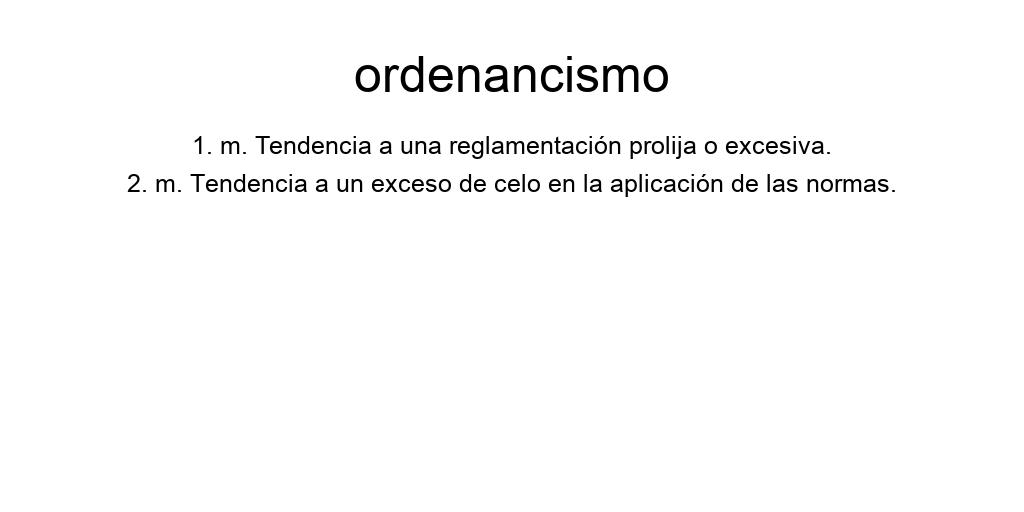 ordenancismo
1. m. Tendencia a una reglamentación prolija o excesiva.
2. m. Tendencia a un exceso de celo en la aplicación de las normas.